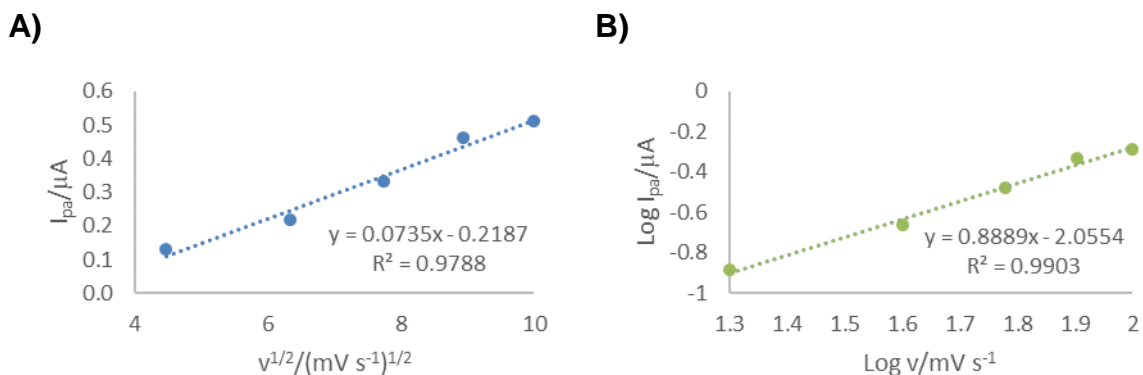 A)
B)
0.6
0.5
0.4
0.3
0.2
0.1
0.0
4
6
8
10
I_pa/μA
v^1/2/(mV s^-1)^1/2
y = 0.0735x - 0.2187
R² = 0.9788
0
-0.2
-0.4
-0.6
-0.8
-1
1.3
1.4
1.5
1.6
1.7
1.8
1.9
2
Log I_pa/μA
Log v/mV s^-1
y = 0.8889x - 2.0554
R² = 0.9903